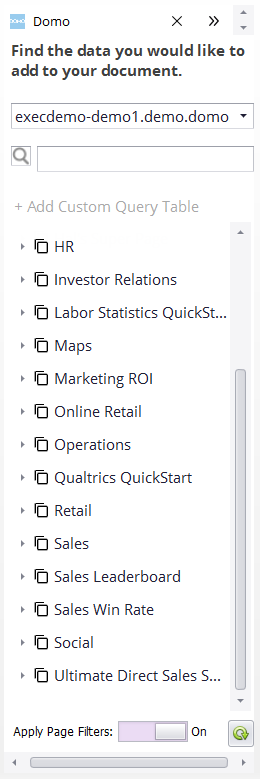 DOMO Domo
Find the data you would like to
add to your document.
execdemo-demo1.demo.domo
+ Add Custom Query Table
HR
Investor Relations
Labor Statistics QuickSt...
Maps
Marketing ROI
Online Retail
Operations
Qualtrics QuickStart
Retail
Sales
Sales Leaderboard
Sales Win Rate
Social
Ultimate Direct Sales S...
Apply Page Filters: On